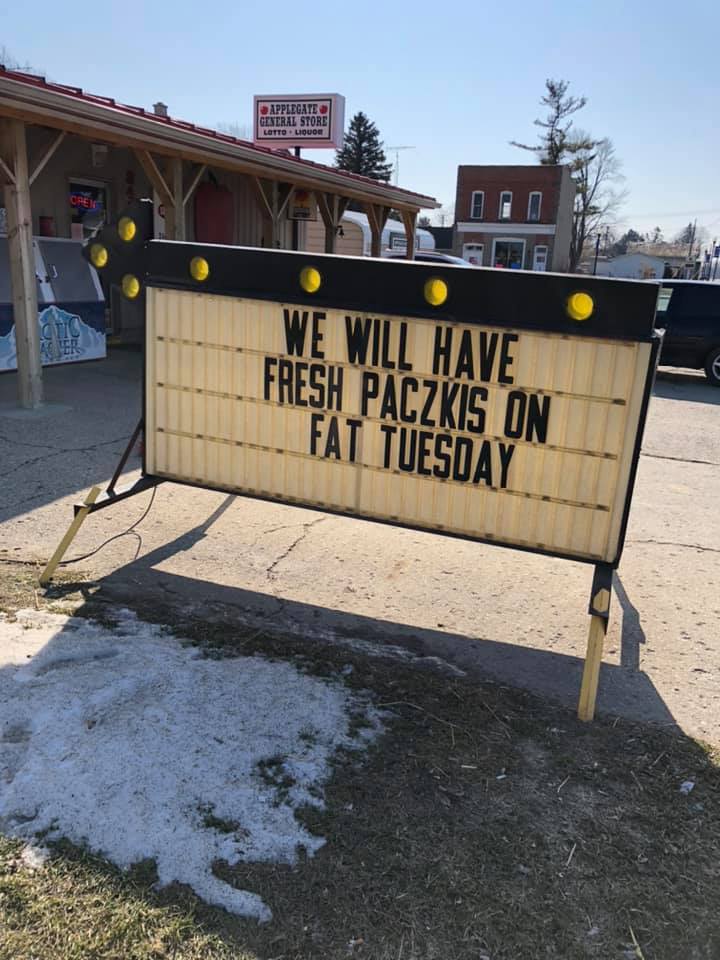 APPLEGATE
GENERAL STORE
LOTTO - LIQUOR
OPEN
WE WILL HAVE
FRESH PACZKIS ON
FAT TUESDAY